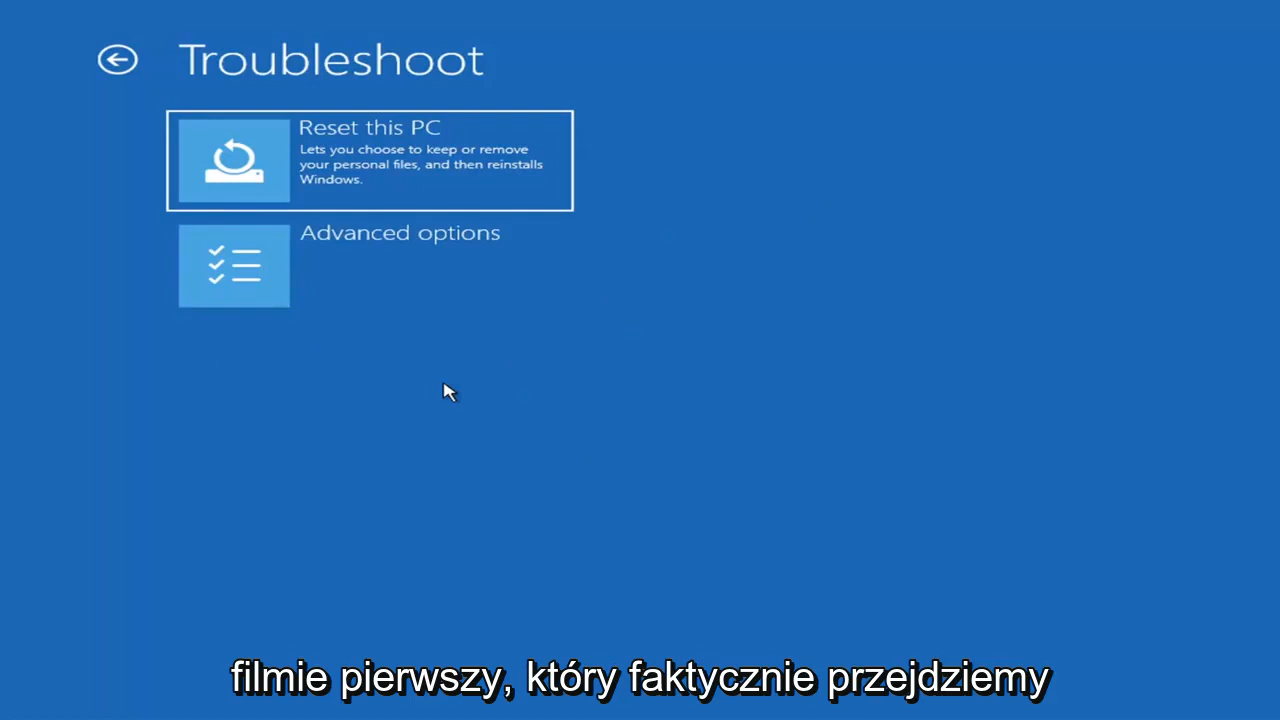 Troubleshoot
Reset this PC
Lets you choose to keep or remove
your personal files, and then reinstalls
Windows.
Advanced options
filmie pierwszy, który faktycznie przejdziemy